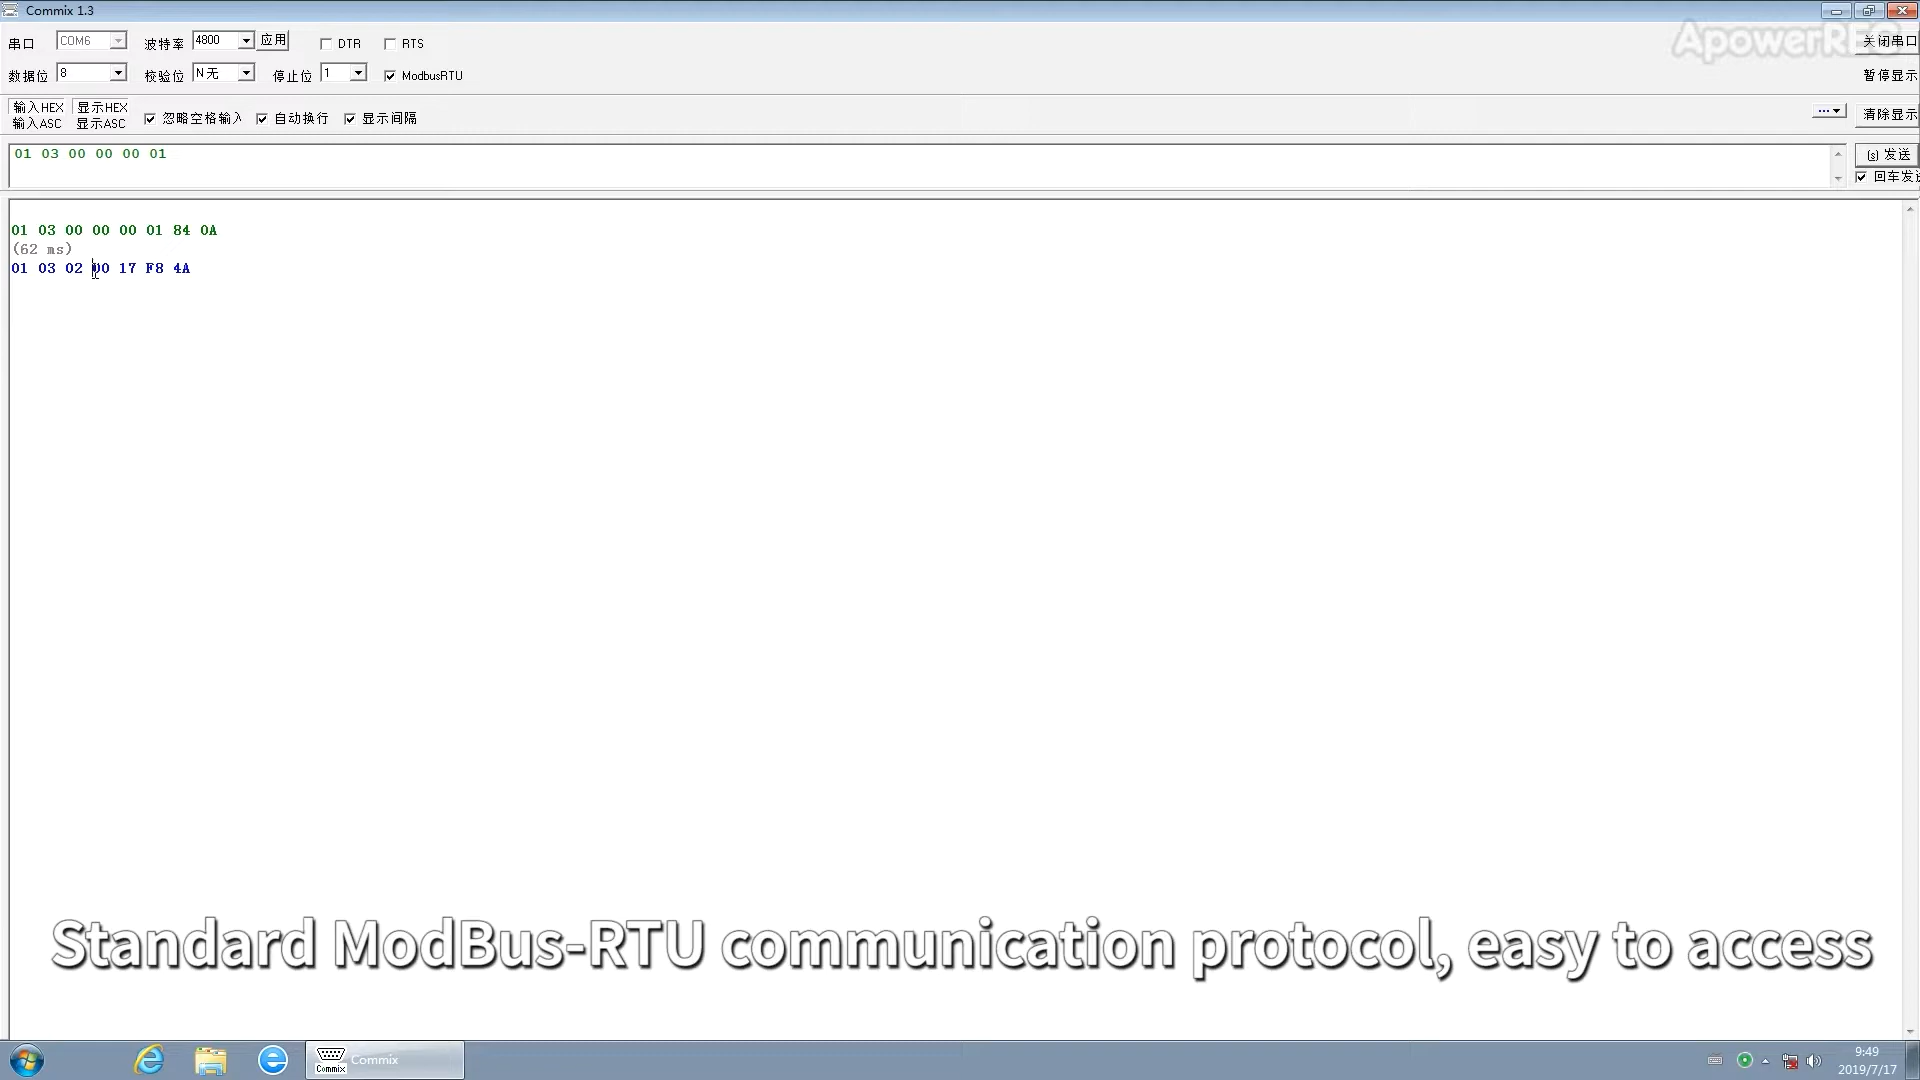 Commix 1.3
串口 COM6 波特率 4800 应用 DTR RTS 关闭串口
ApowerREC
数据位 8 校验位 N无 停止位 1 ModbusRTU 暂停显示
输入HEX 显示HEX
输入ASC 显示ASC 忽略空格输入 自动换行 显示间隔 ... 清除显示
01 03 00 00 00 01
(s) 发送
回车发送
01 03 00 00 00 01 84 0A
(62 ms)
01 03 02 00 17 F8 4A
Standard ModBus-RTU communication protocol, easy to access
Commix
Commix
9:49
2019/7/17